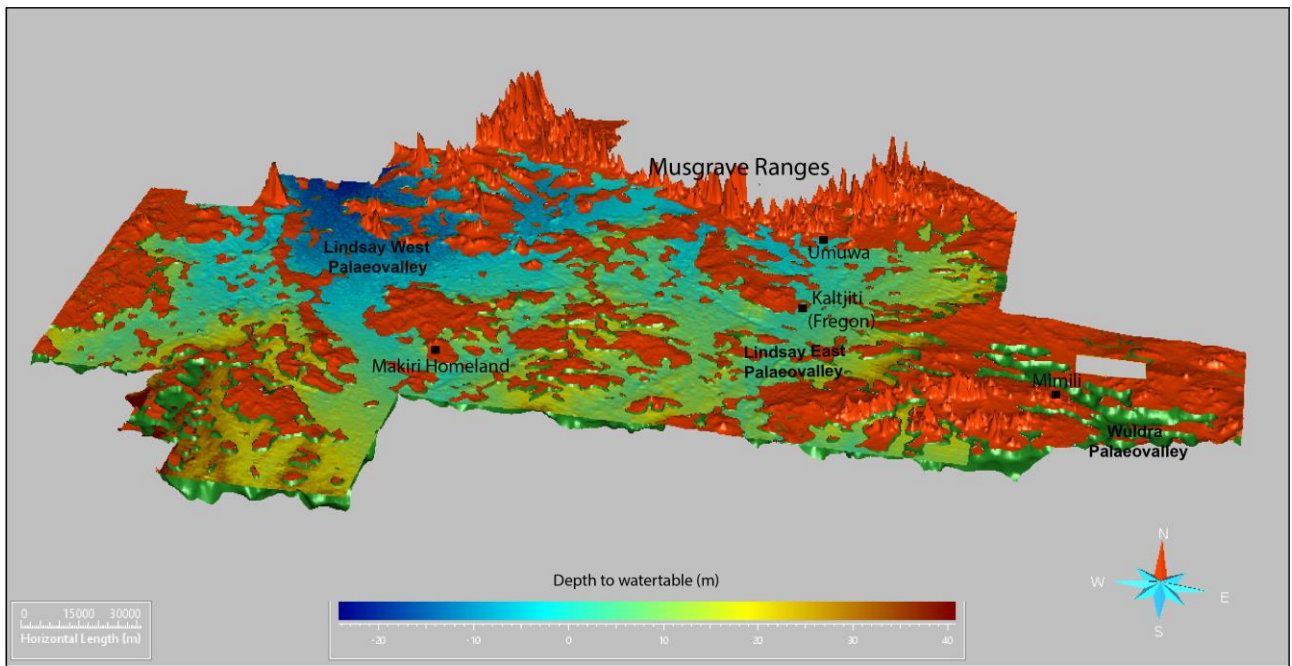 Musgrave Ranges
Lindsay West
Palaeovalley
Umuwa
Kaltjiti
(Fregon)
Makiri Homeland
Lindsay East
Palaeovalley
Mimili
Wuldra
Palaeovalley
N
W
E
S
Depth to watertable (m)
-20 -10 0 10 20 30 40
0 15000 30000
Horizontal Length (m)